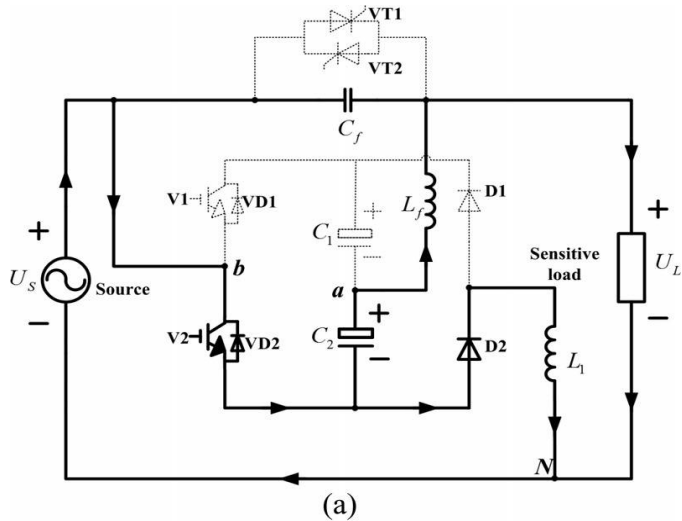 VT1
VT2
C_f
V1
VD1
+
C_1
-
L_f
D1
+
U_S
-
Source
b
a
Sensitive
load
+
U_L
-
V2
VD2
C_2
+
-
D2
L_1
N
(a)